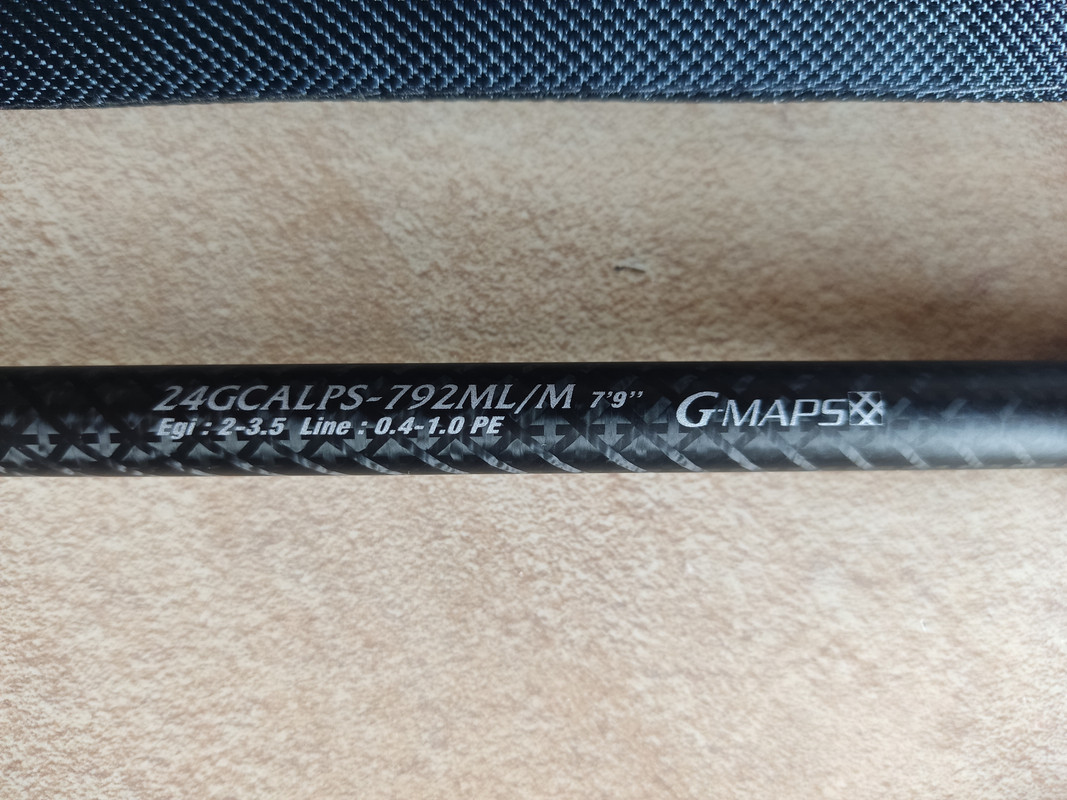 24GCALPS-792ML/M 7'9'' G-MAPS
Egi : 2-3.5 Line : 0.4-1.0 PE